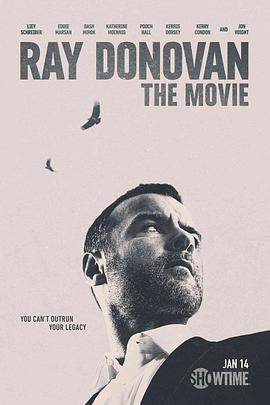 LIEV EDDIE DASH KATHERINE POOCH KERRIS KERRY JON
SCHREIBER MARSAN MIHOK MOENNIG HALL DORSEY CONDON AND VOIGHT
RAY DONOVAN
THE MOVIE
YOU CAN'T OUTRUN
YOUR LEGACY
JAN 14
SHOWTIME